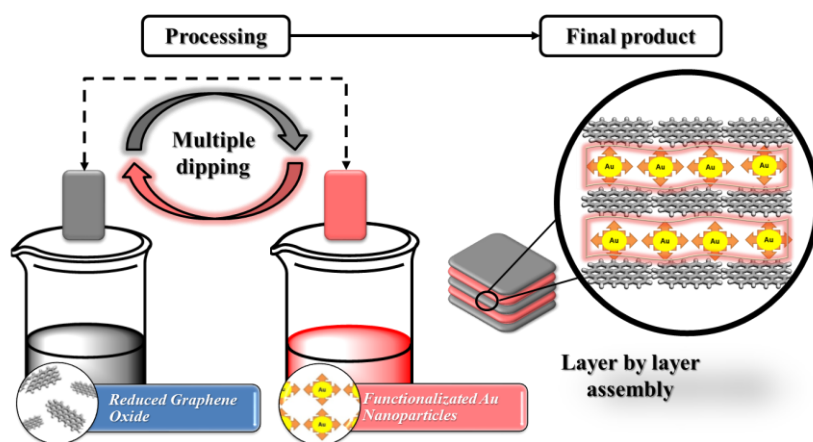 Processing
Final product
Multiple
dipping
Au Au Au Au
Au Au Au Au
Layer by layer
assembly
Reduced Graphene
Oxide
Functionalizated Au
Nanoparticles
Au
Au